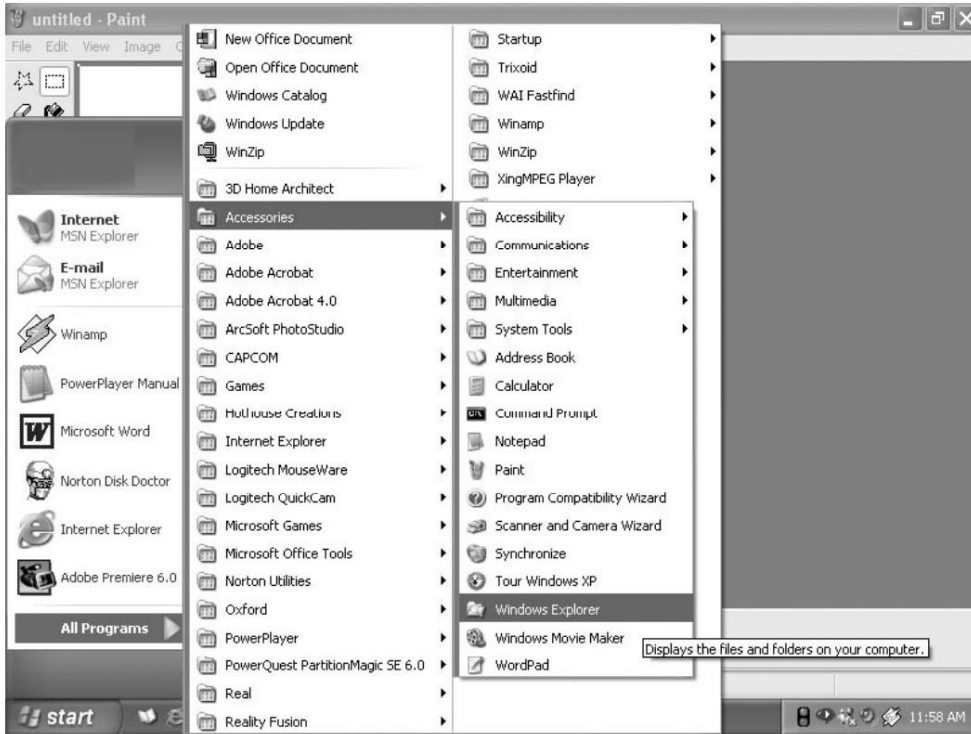 untitled - Paint
File Edit View Image
New Office Document
Open Office Document
Windows Catalog
Windows Update
WinZip
3D Home Architect
Accessories
Adobe
Adobe Acrobat
Adobe Acrobat 4.0
ArcSoft PhotoStudio
CAPCOM
Games
Hothouse Creations
Internet Explorer
Logitech MouseWare
Logitech QuickCam
Microsoft Games
Microsoft Office Tools
Norton Utilities
Oxford
PowerPlayer
PowerQuest PartitionMagic SE 6.0
Real
Reality Fusion
Startup
Trixoid
WAI Fastfind
Winamp
WinZip
XingMPEG Player
Accessibility
Communications
Entertainment
Multimedia
System Tools
Address Book
Calculator
Command Prompt
Notepad
Paint
Program Compatibility Wizard
Scanner and Camera Wizard
Synchronize
Tour Windows XP
Windows Explorer
Windows Movie Maker
WordPad
Displays the files and folders on your computer.
Internet
MSN Explorer
E-mail
MSN Explorer
Winamp
PowerPlayer Manual
Microsoft Word
Norton Disk Doctor
Internet Explorer
Adobe Premiere 6.0
All Programs
start
11:58 AM